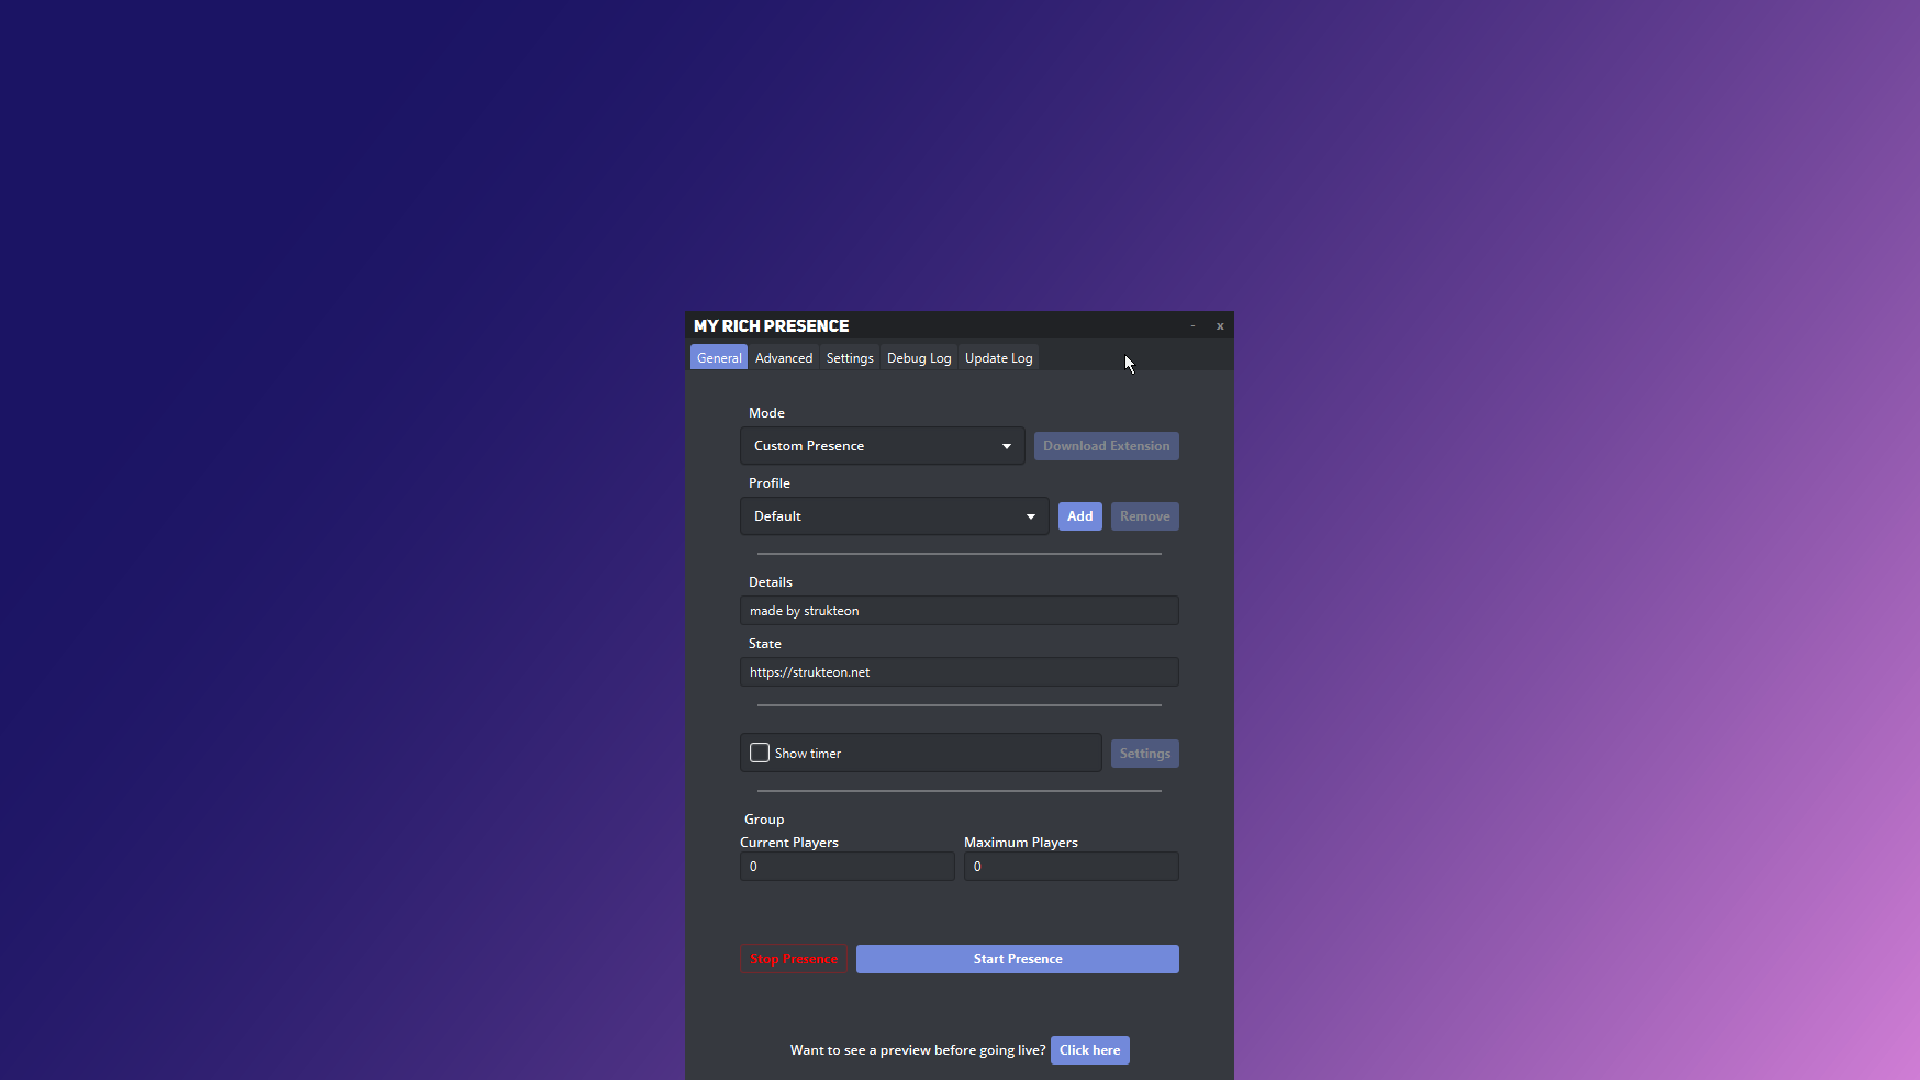 MY RICH PRESENCE - x
General Advanced Settings Debug Log Update Log
Mode
Custom Presence Download Extension
Profile
Default Add Remove
Details
made by strukteon
State
https://strukteon.net
Show timer Settings
Group
Current Players Maximum Players
0 0
Stop Presence Start Presence
Want to see a preview before going live? Click here